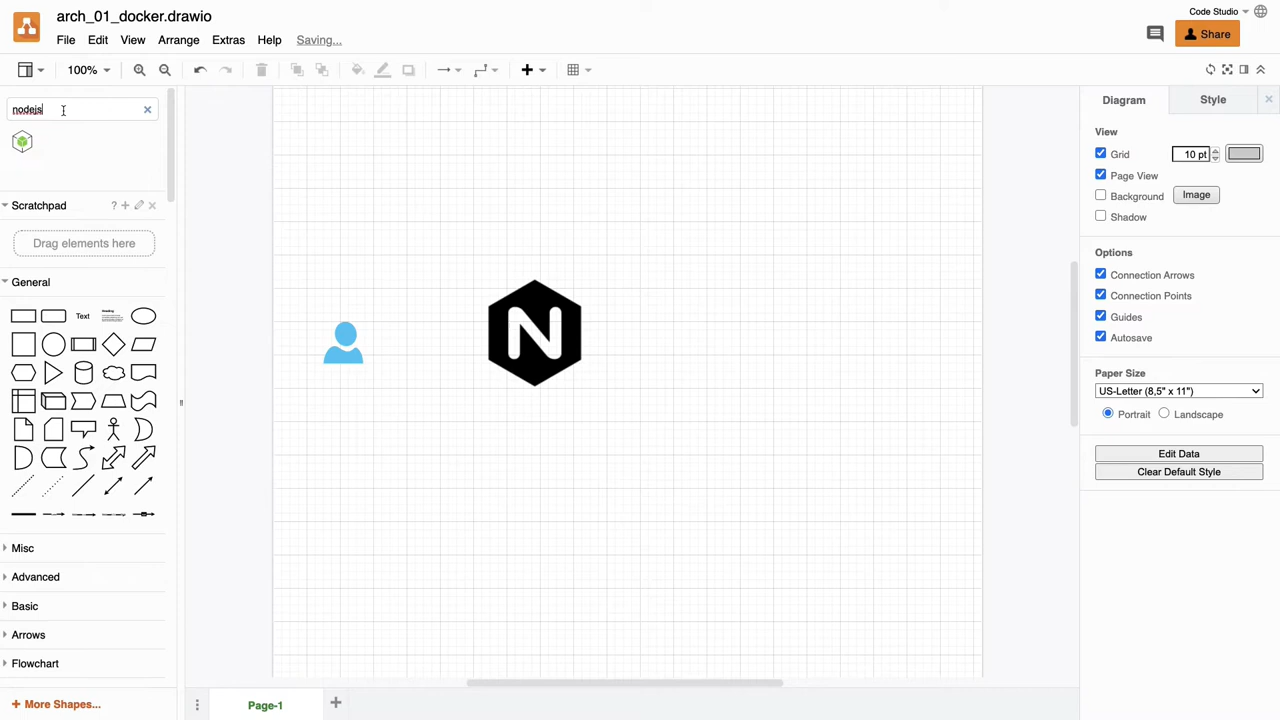 arch_01_docker.drawio
Code Studio
File Edit View Arrange Extras Help Saving...
Share
100%
nodejs
Scratchpad
?
Drag elements here
General
Text
Heading
Misc
Advanced
Basic
Arrows
Flowchart
+ More Shapes...
N
Page-1
Diagram Style
View
Grid 10 pt
Page View
Background Image
Shadow
Options
Connection Arrows
Connection Points
Guides
Autosave
Paper Size
US-Letter (8,5" x 11")
Portrait Landscape
Edit Data
Clear Default Style